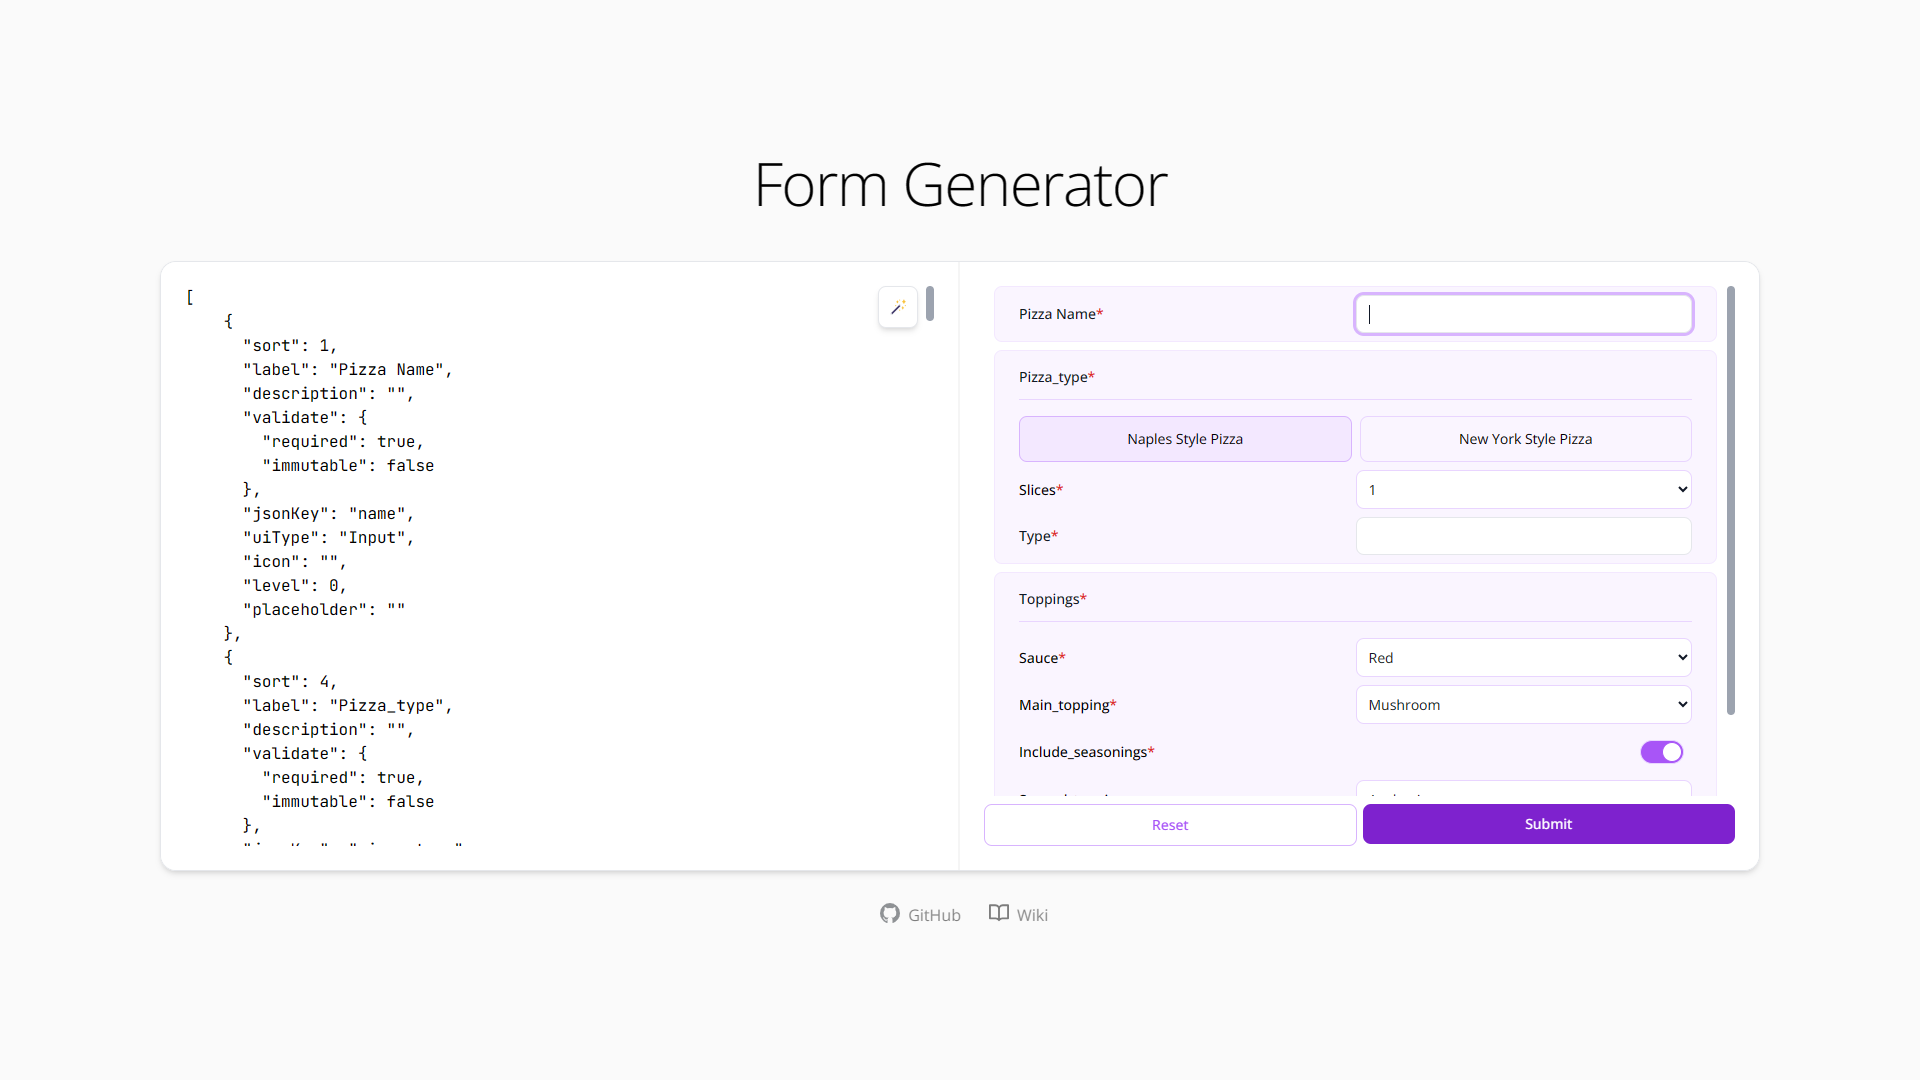 Form Generator
[
{
"sort": 1,
"label": "Pizza Name",
"description": "",
"validate": {
"required": true,
"immutable": false
},
"jsonKey": "name",
"uiType": "Input",
"icon": "",
"level": 0,
"placeholder": ""
},
{
"sort": 4,
"label": "Pizza_type",
"description": "",
"validate": {
"required": true,
"immutable": false
},
Pizza Name*
Pizza_type*
Naples Style Pizza
New York Style Pizza
Slices*
1
Type*
Toppings*
Sauce*
Red
Main_topping*
Mushroom
Include_seasonings*
Reset
Submit
GitHub
Wiki